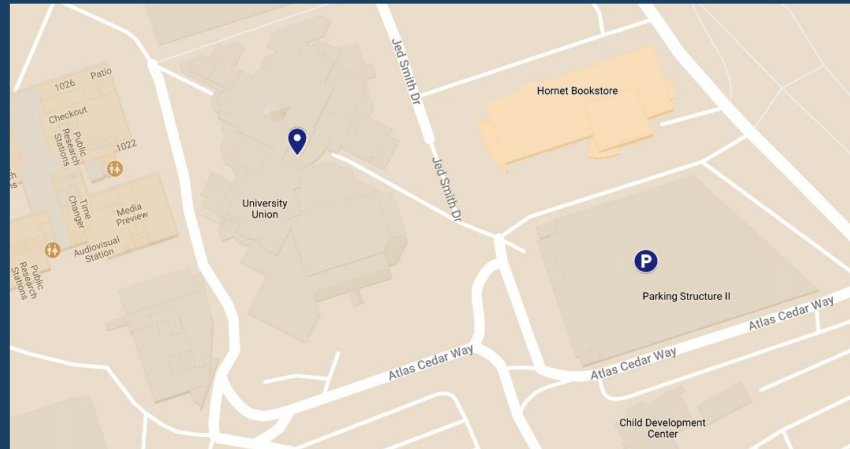 1026
Patio
Checkout
Public
Research
Stations
1022
Time
Changer
Media
Preview
Audiovisual
Station
Public
Research
Stations
University
Union
Jed Smith Dr
Jed Smith Dr
Hornet Bookstore
P
Parking Structure II
Atlas Cedar Way
Atlas Cedar Way
Atlas Cedar Way
Child Development
Center